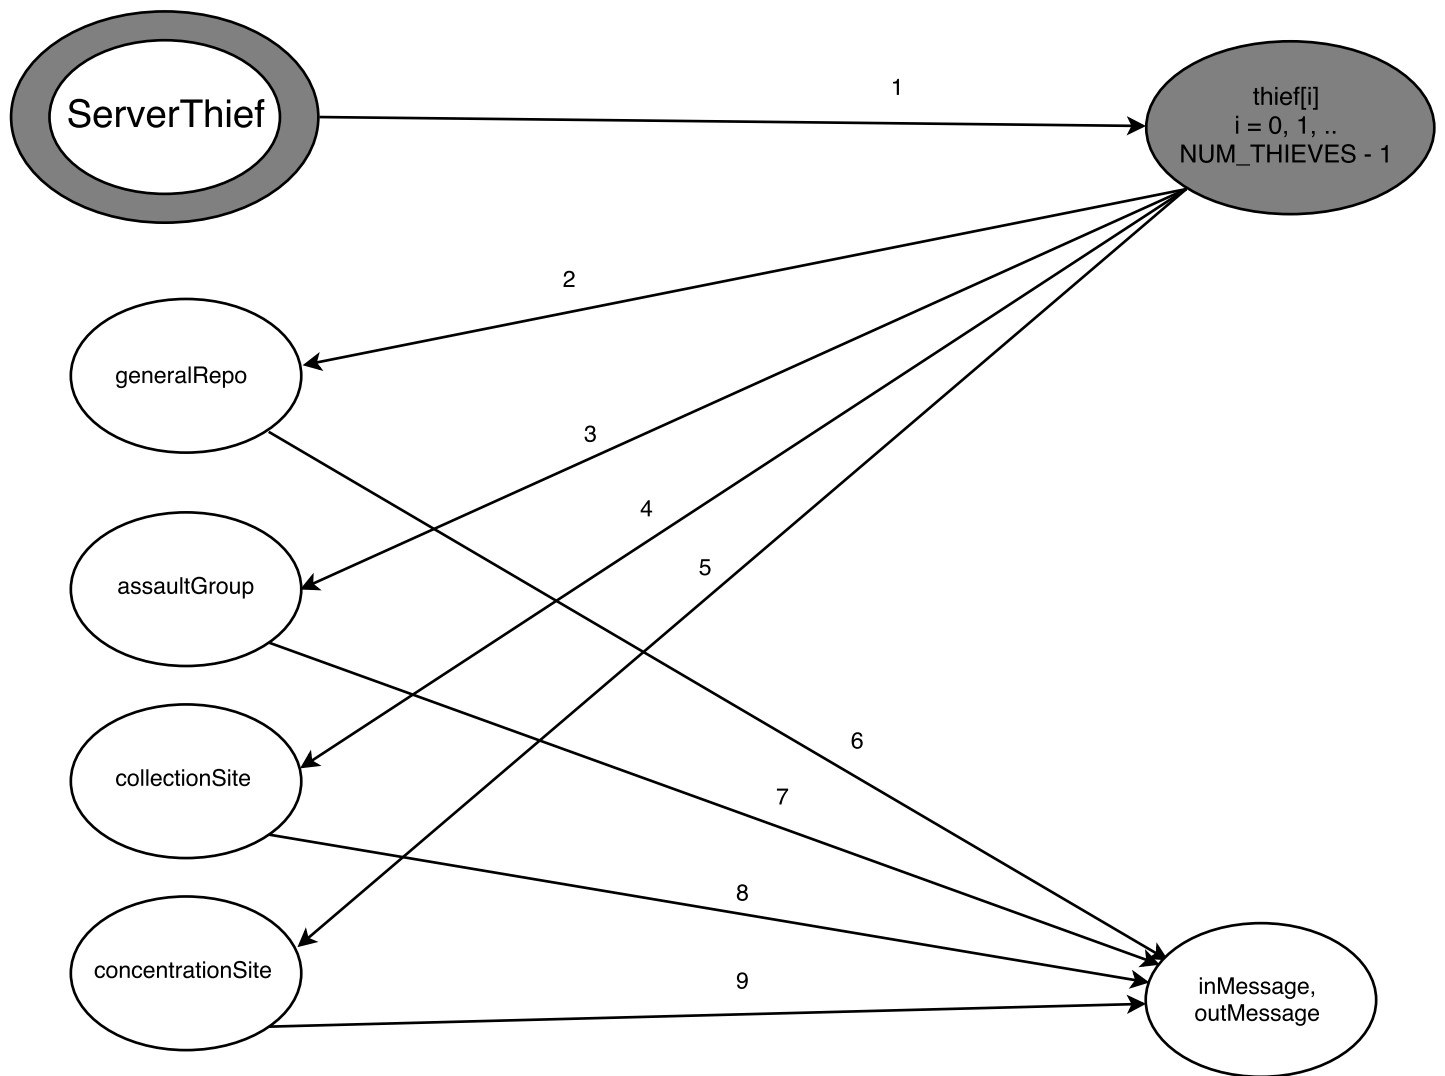 ServerThief
1
thief[i]
i = 0, 1, ..
NUM_THIEVES - 1
2
generalRepo
3
4
5
assaultGroup
6
collectionSite
7
8
concentrationSite
9
inMessage,
outMessage